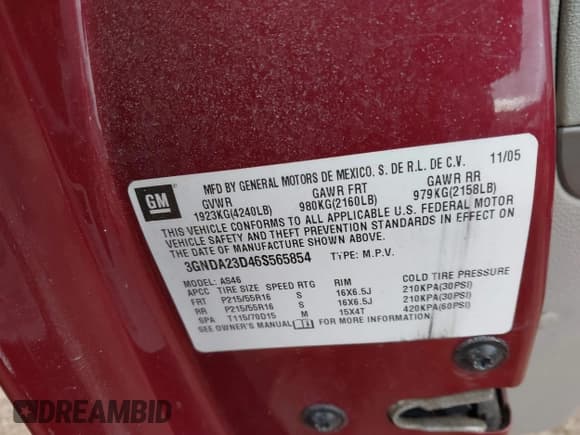 GM
MFD BY GENERAL MOTORS DE MEXICO, S. DE R.L. DE C.V. 11/05
GVWR GAWR FRT GAWR RR
1923KG(4240LB) 980KG(2160LB) 979KG(2158LB)
THIS VEHICLE CONFORMS TO ALL APPLICABLE U.S. FEDERAL MOTOR
VEHICLE SAFETY AND THEFT PREVENTION STANDARDS IN EFFECT ON
THE DATE OF MANUFACTURE SHOWN ABOVE.
3GNDA23D46S565854 TYPE: M.P.V.
MODEL: AS46
APCC TIRE SIZE SPEED RTG RIM COLD TIRE PRESSURE
FRT P215/55R16 S 16X6.5J 210KPA(30PSI)
RR P215/55R16 S 16X6.5J 210KPA(30PSI)
SPA T115/70D15 M 15X4T 420KPA(60PSI)
SEE OWNER'S MANUAL FOR MORE INFORMATION.
DREAMBID